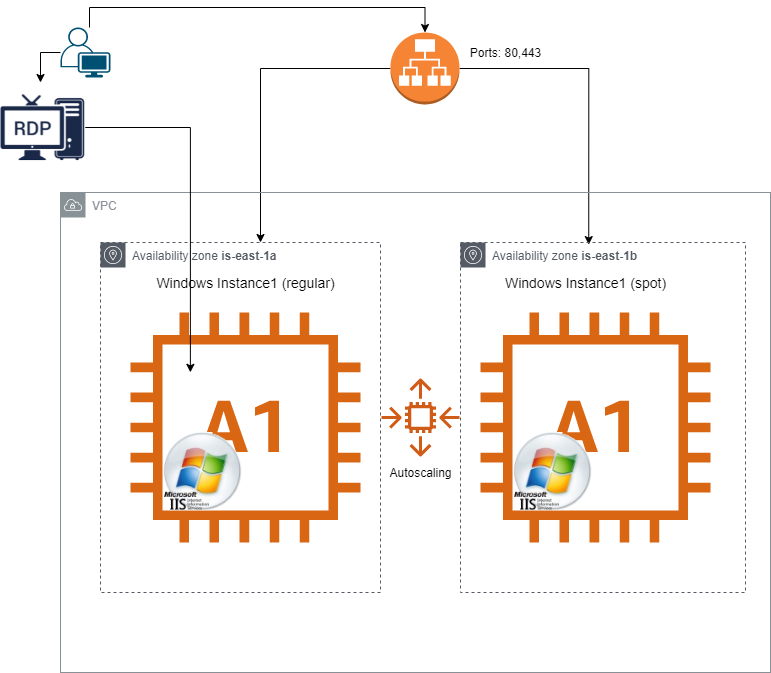 Ports: 80,443
RDP
VPC
Availability zone is-east-1a
Windows Instance1 (regular)
A1
Microsoft
IIS Internet
Information
Services
Autoscaling
Availability zone is-east-1b
Windows Instance1 (spot)
A1
Microsoft
IIS Internet
Information
Services